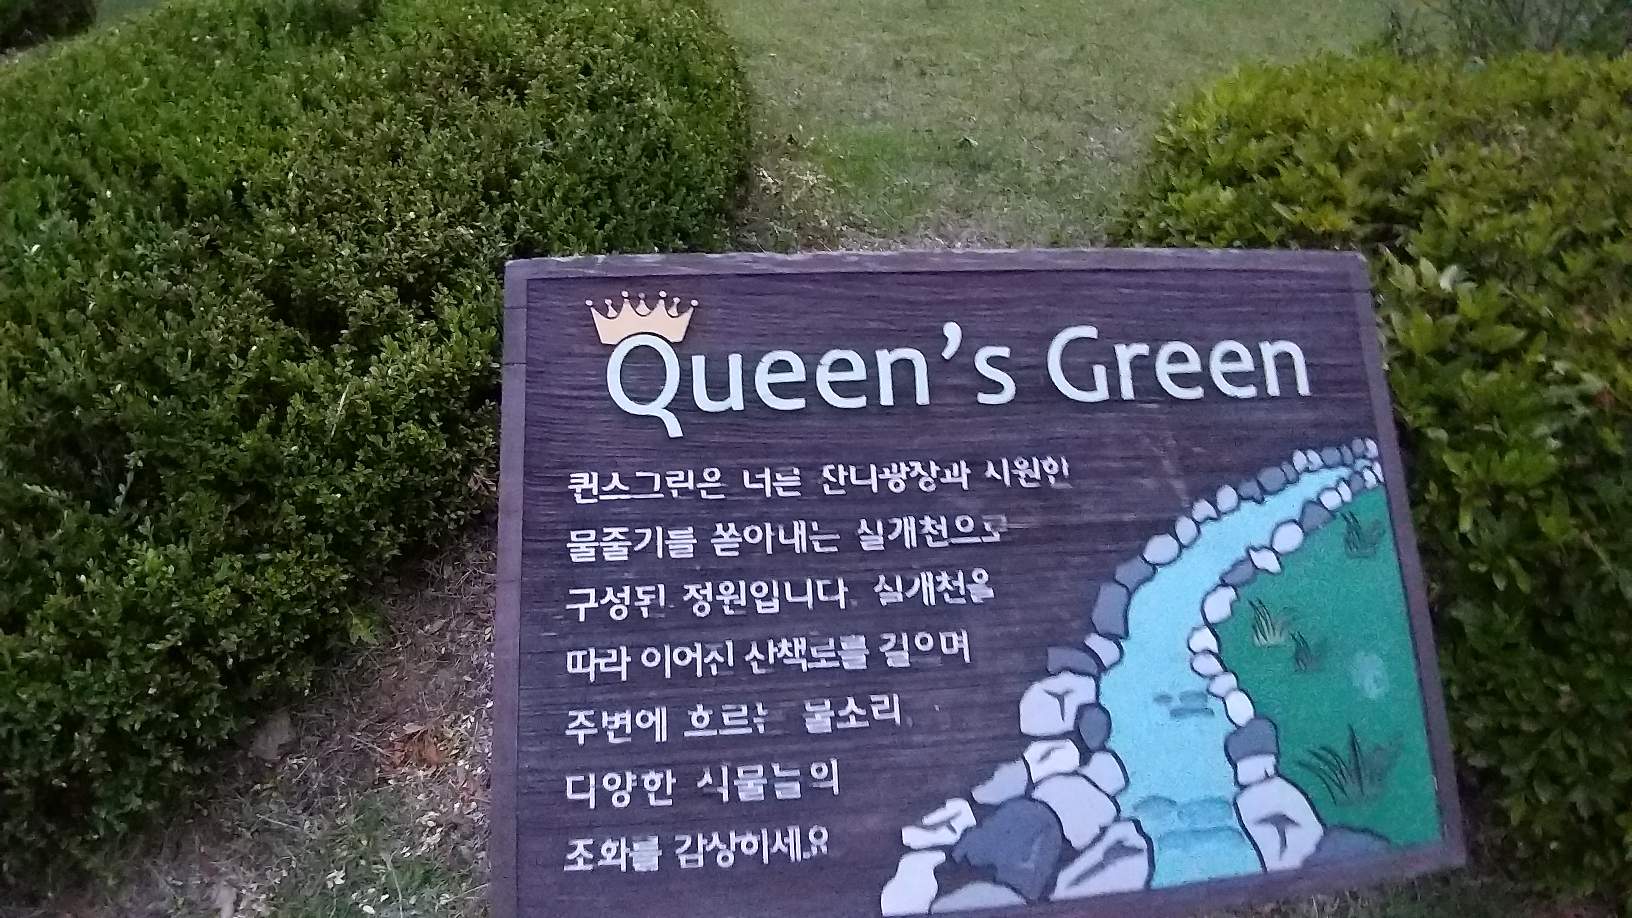 Queen's Green
퀸스그린은 너른 잔디광장과 시원한
물줄기를 쏟아내는 실개천으로
구성된 정원입니다. 실개천을
따라 이어진 산책로를 걸으며
주변에 흐르는 물소리,
다양한 식물들의
조화를 감상하세요